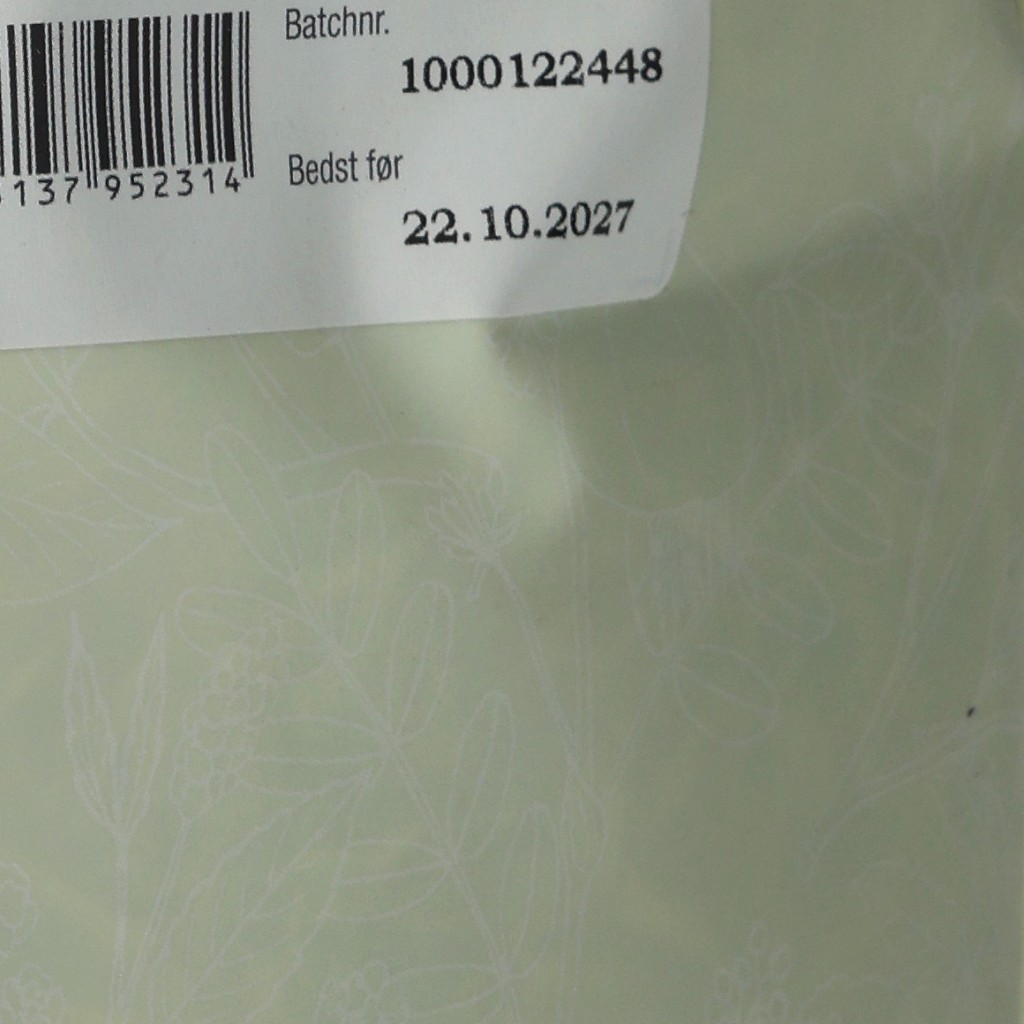 Batchnr.
1000122448
137 952314
Bedst før
22.10.2027